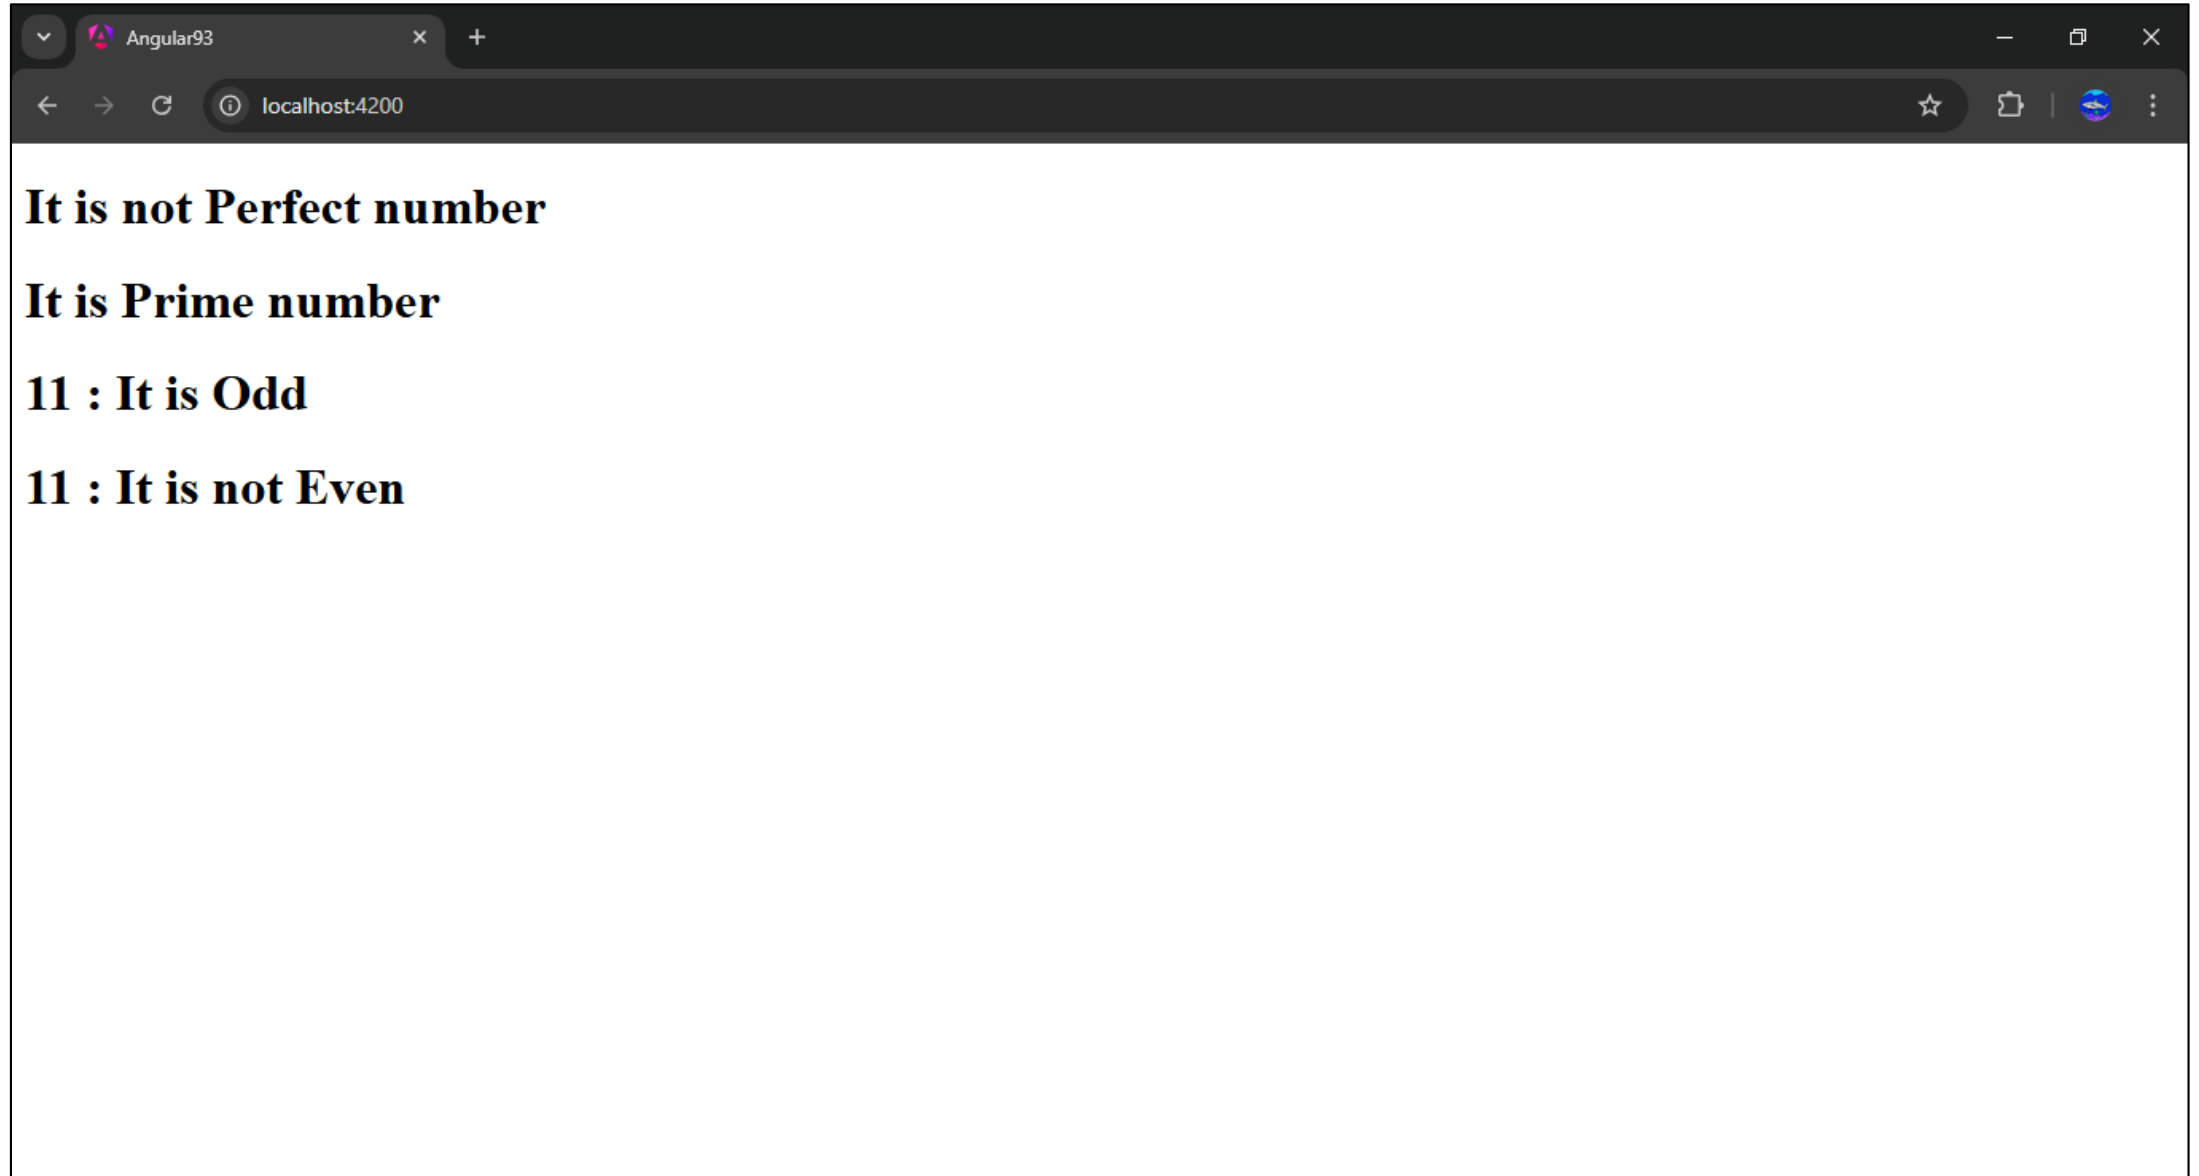 Angular93
localhost:4200
It is not Perfect number
It is Prime number
11 : It is Odd
11 : It is not Even